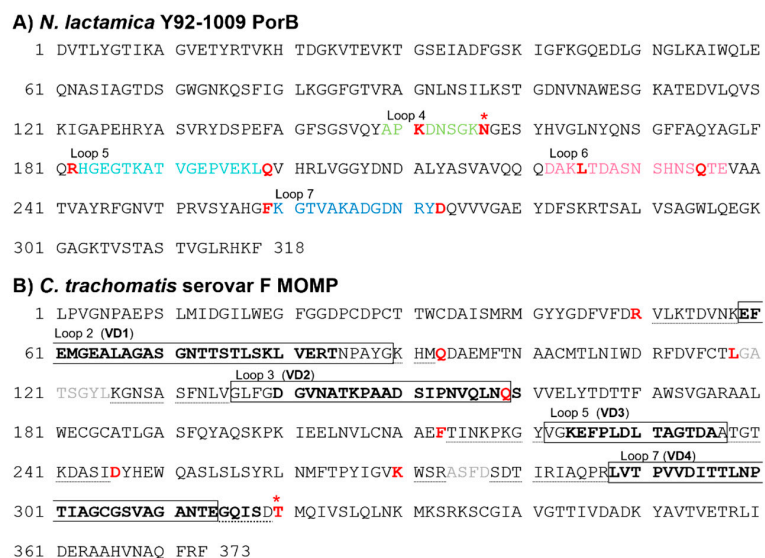 A) N. lactamica Y92-1009 PorB
1 DVTLYGTIKA GVETYRTVKH TDGKVTEVKT GSEIADFGSK IGFKGQEDLG NGLKAIWQLE
61 QNASIAGTDS GWGNKQSFIG LKGGFGTVRA GNLNSILKST GDNVNAWESG KATEDVLQVS
Loop 4 *
121 KIGAPEHRYA SVRYDSPEFA GFSGSVQYAP KDNSGKNGES YHVGLNYQNS GFFAQYAGLF
Loop 5 Loop 6
181 QRHGEGTKAT VGEPVEKLQV HRLVGGYDND ALYASVAVQQ QDAKLTDASN SHNSQTEVAA
Loop 7
241 TVAYRFGNVT PRVSYAHGFK GTVAKADGDN RYDQVVVGAE YDFSKRTSAL VSAGWLQEGK
301 GAGKTVSTAS TVGLRHKF 318
B) C. trachomatis serovar F MOMP
1 LPVGNPAEPS LMIDGILWEG FGGDPCDPCT TWCDAISMRM GYYGDFVFDR VLKTDVNKEF
Loop 2 (VD1)
61 EMGEALAGAS GNTTSTLSKL VERTNPAYGK HMQDAEMFTN AACMTLNIWD RFDVFCTLGA
Loop 3 (VD2)
121 TSGYLKGNSA SFNLVGLFGD GVNATKPAAD SIPNVQLNQS VVELYTDTTF AWSVGARAAL
Loop 5 (VD3)
181 WECGCATLGA SFQYAQSKPK IEELNVLCNA AEFTINKPKG YVGKEFPLDL TAGTDAATGT
Loop 7 (VD4)
241 KDASIDYHEW QASLSLSYRL NMFTPYIGVK WSRASFDSDT IRIAQPRLVT PVVDITTLNP
*
301 TIAGCGSVAG ANTEGQISDT MQIVSLQLNK MKSRKSCGIA VGTTIVDADK YAVTVETRLI
361 DERAAHVNAQ FRF 373